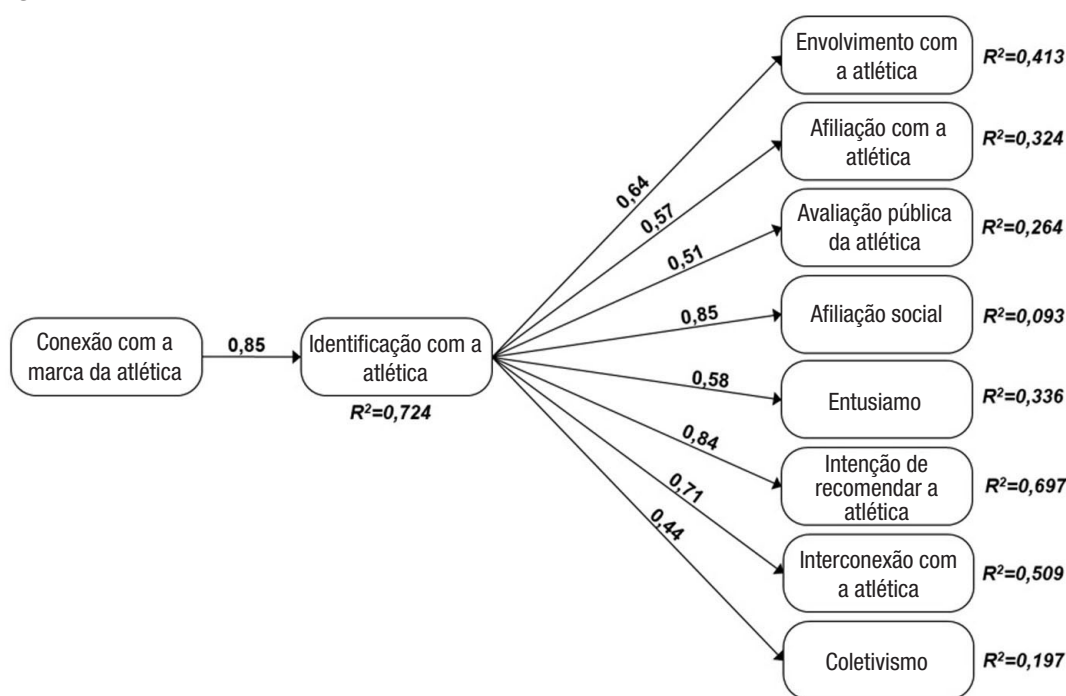 Envolvimento com
a atlética
R²=0,413
0,64
Afiliação com a
atlética
R²=0,324
0,57
Avaliação pública
da atlética
R²=0,264
0,51
Conexão com a
marca da atlética
0,85
Identificação com a
atlética
R²=0,724
0,85
Afiliação social
R²=0,093
0,58
Entusiamo
R²=0,336
0,84
Intenção de
recomendar a
atlética
R²=0,697
0,71
Interconexão com
a atlética
R²=0,509
0,44
Coletivismo
R²=0,197